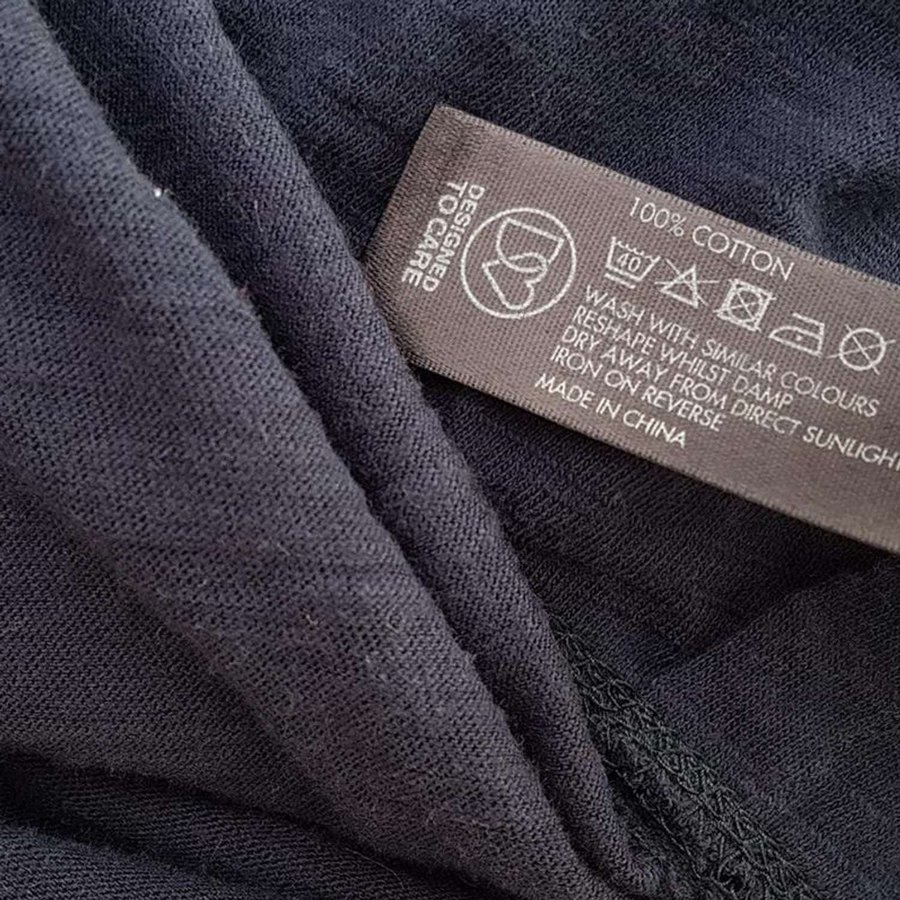 DESIGNED
TO CARE
100% COTTON
40
WASH WITH SIMILAR COLOURS
RESHAPE WHILST DAMP
DRY AWAY FROM DIRECT SUNLIGHT
IRON ON REVERSE
MADE IN CHINA